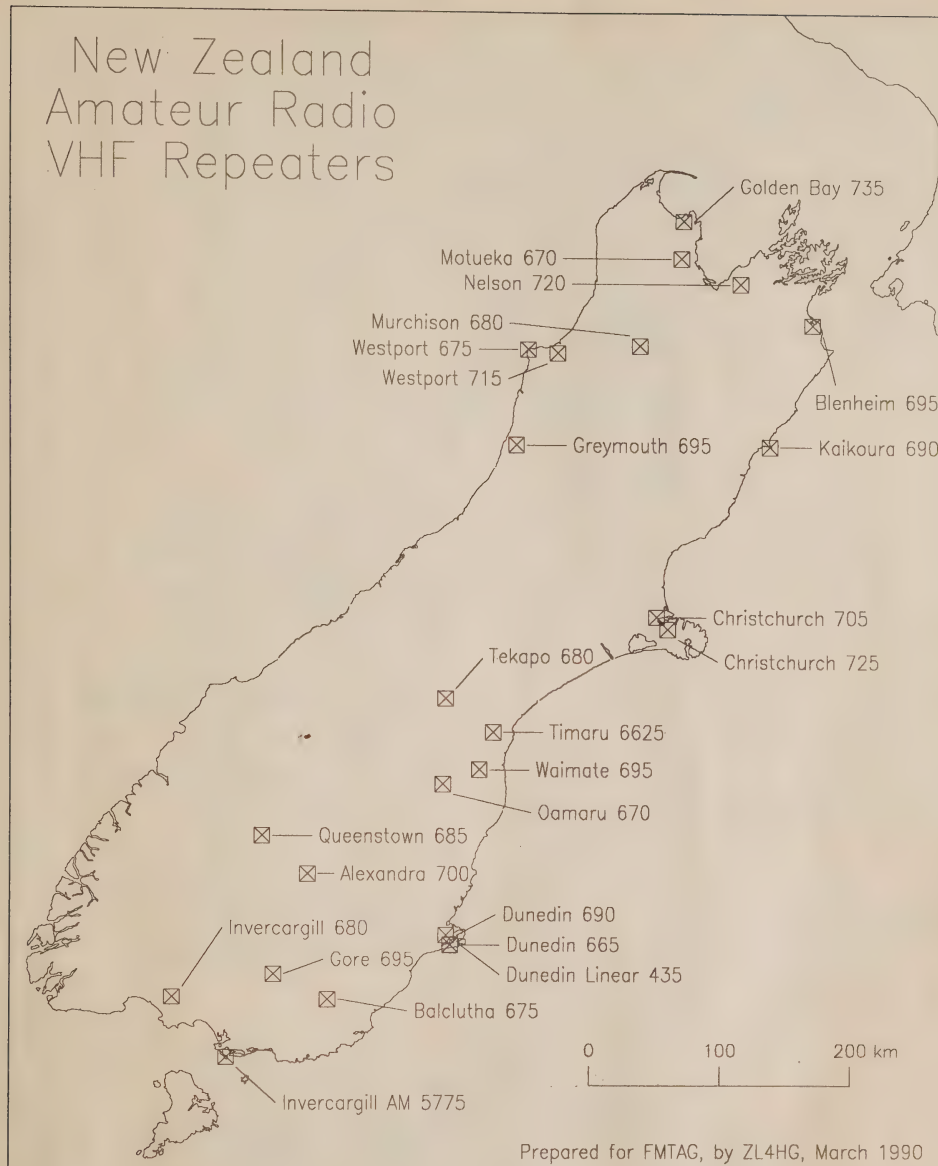 New Zealand
Amateur Radio
VHF Repeaters
Golden Bay 735
Motueka 670
Nelson 720
Murchison 680
Westport 675
Westport 715
Blenheim 695
Greymouth 695
Kaikoura 690
Christchurch 705
Christchurch 725
Tekapo 680
Timaru 6625
Waimate 695
Oamaru 670
Queenstown 685
Alexandra 700
Dunedin 690
Invercargill 680
Dunedin 665
Gore 695
Dunedin Linear 435
Balclutha 675
0 100 200 km
Invercargill AM 5775
Prepared for FMTAG, by ZL4HG, March 1990